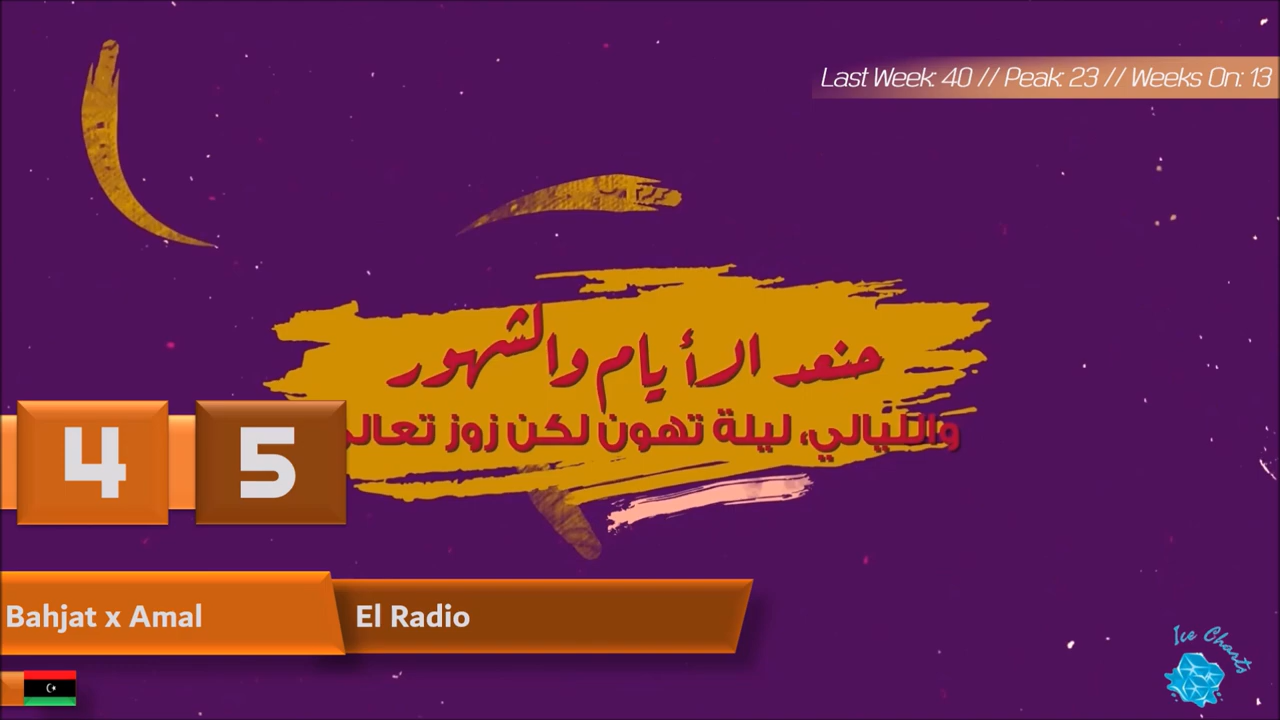 Last Week: 40 // Peak: 23 // Weeks On: 13
حنعد الأيام والشهور
والليالي، ليلة تهون لكن زوز تعالي
4 5
Bahjat x Amal
El Radio
Ice Charts